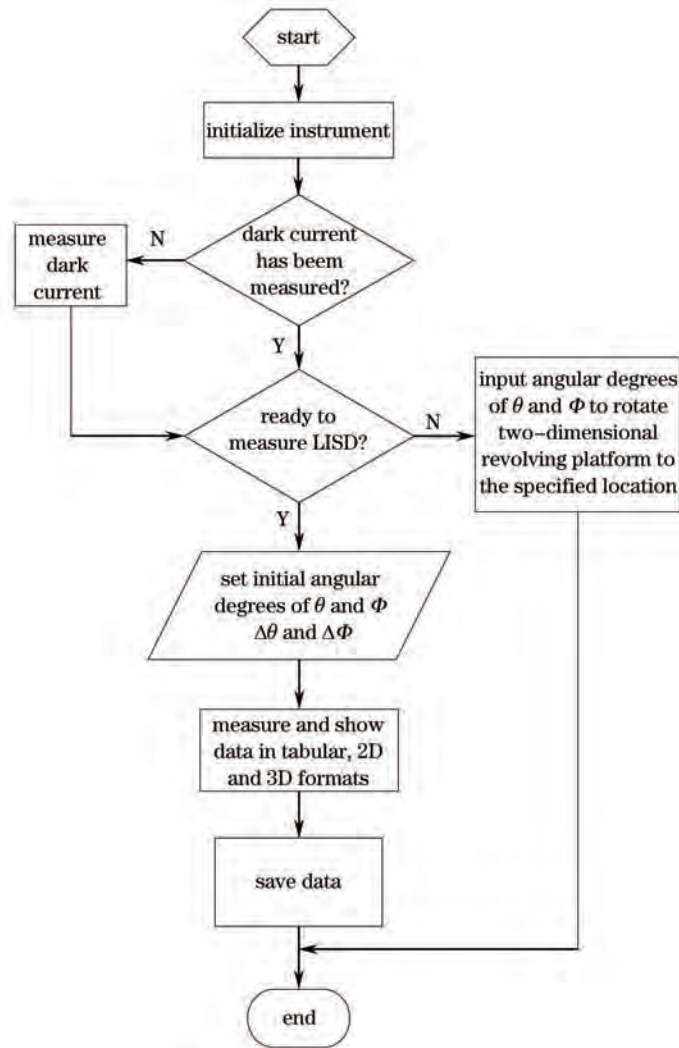 start
initialize instrument
dark current
has beem
measured?
N
measure
dark
current
Y
ready to
measure LISD?
N
input angular degrees
of θ and Φ to rotate
two-dimensional
revolving platform to
the specified location
Y
set initial angular
degrees of θ and Φ
Δθ and ΔΦ
measure and show
data in tabular, 2D
and 3D formats
save data
end